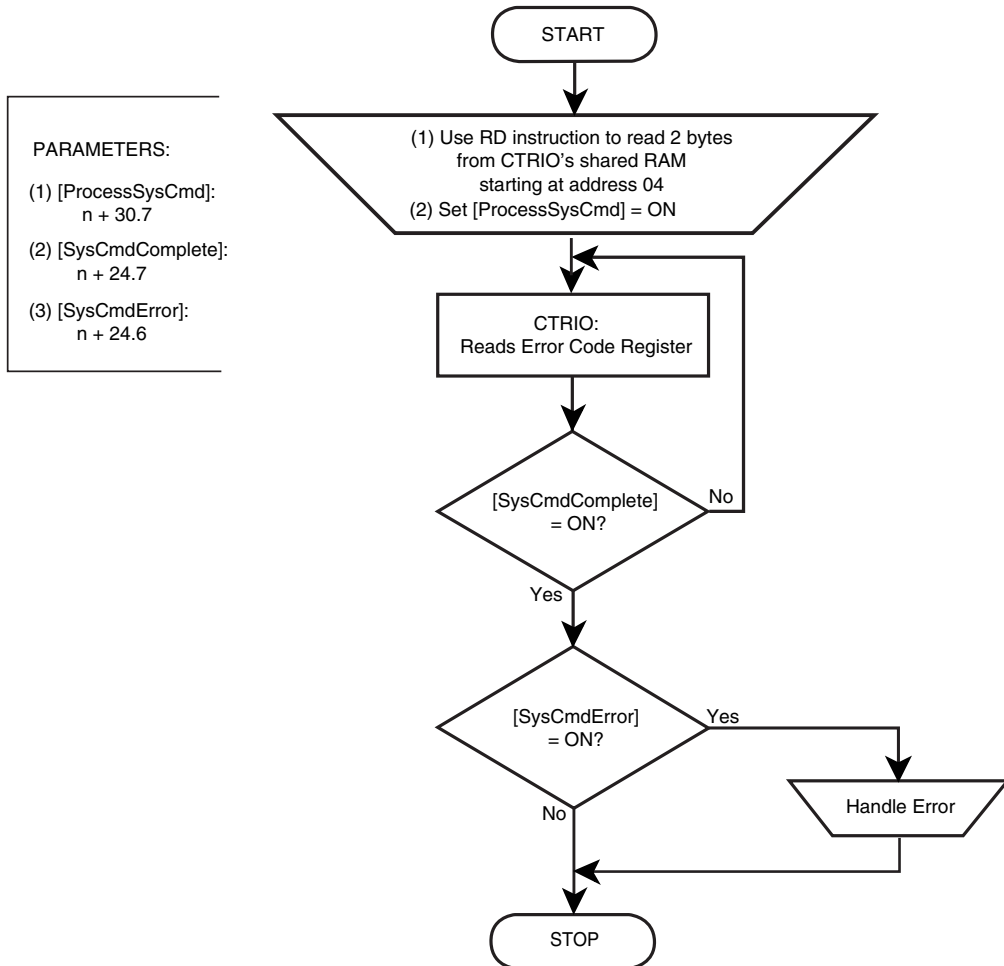 START
PARAMETERS:
(1) [ProcessSysCmd]:
n + 30.7
(2) [SysCmdComplete]:
n + 24.7
(3) [SysCmdError]:
n + 24.6
(1) Use RD instruction to read 2 bytes
from CTRIO's shared RAM
starting at address 04
(2) Set [ProcessSysCmd] = ON
CTRIO:
Reads Error Code Register
[SysCmdComplete]
= ON?
No
Yes
[SysCmdError]
= ON?
Yes
No
Handle Error
STOP